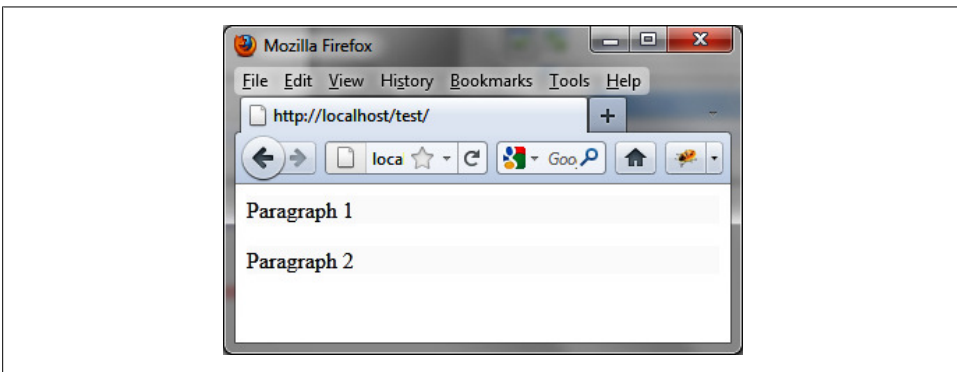 Mozilla Firefox
File Edit View History Bookmarks Tools Help
http://localhost/test/
loca Goo
Paragraph 1
Paragraph 2